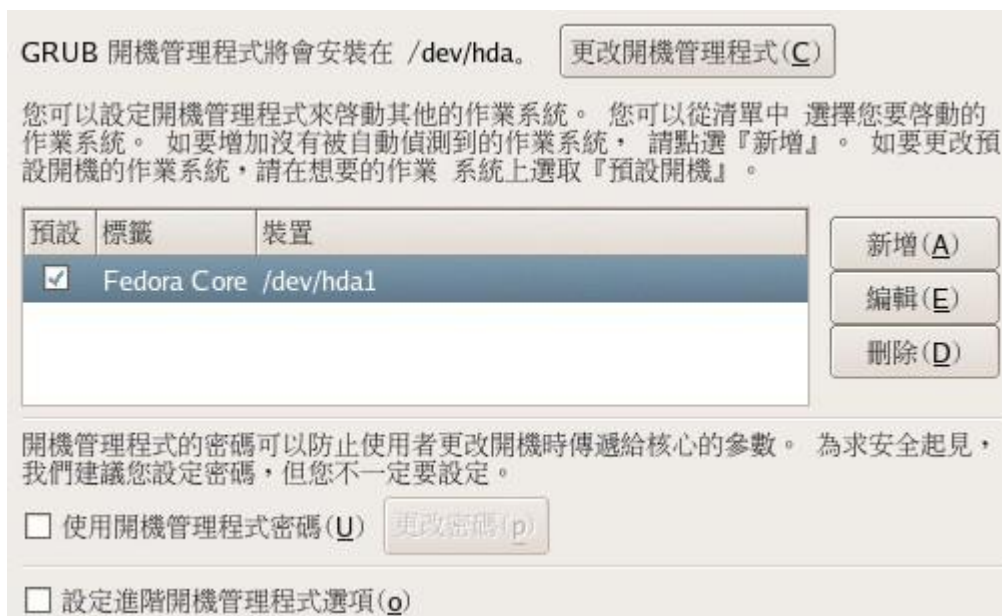 GRUB 開機管理程式將會安裝在 /dev/hda。 更改開機管理程式(C)
您可以設定開機管理程式來啓動其他的作業系統。 您可以從清單中 選擇您要啓動的
作業系統。 如要增加沒有被自動偵測到的作業系統， 請點選『新增』。 如要更改預
設開機的作業系統，請在想要的作業 系統上選取『預設開機』。
預設 標籤 裝置
Fedora Core /dev/hda1
新增(A)
編輯(E)
刪除(D)
開機管理程式的密碼可以防止使用者更改開機時傳遞給核心的參數。 為求安全起見，
我們建議您設定密碼，但您不一定要設定。
使用開機管理程式密碼(U) 更改密碼(p)
設定進階開機管理程式選項(o)